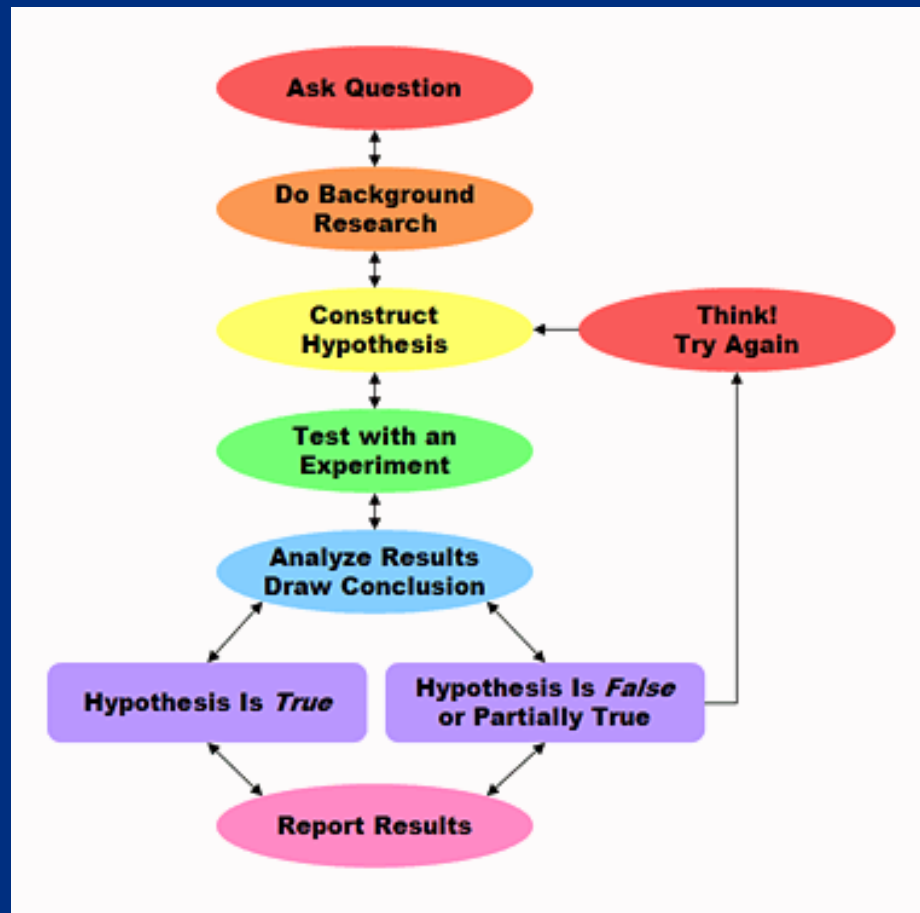 Ask Question
Do Background
Research
Construct
Hypothesis
Think!
Try Again
Test with an
Experiment
Analyze Results
Draw Conclusion
Hypothesis Is True
Hypothesis Is False
or Partially True
Report Results